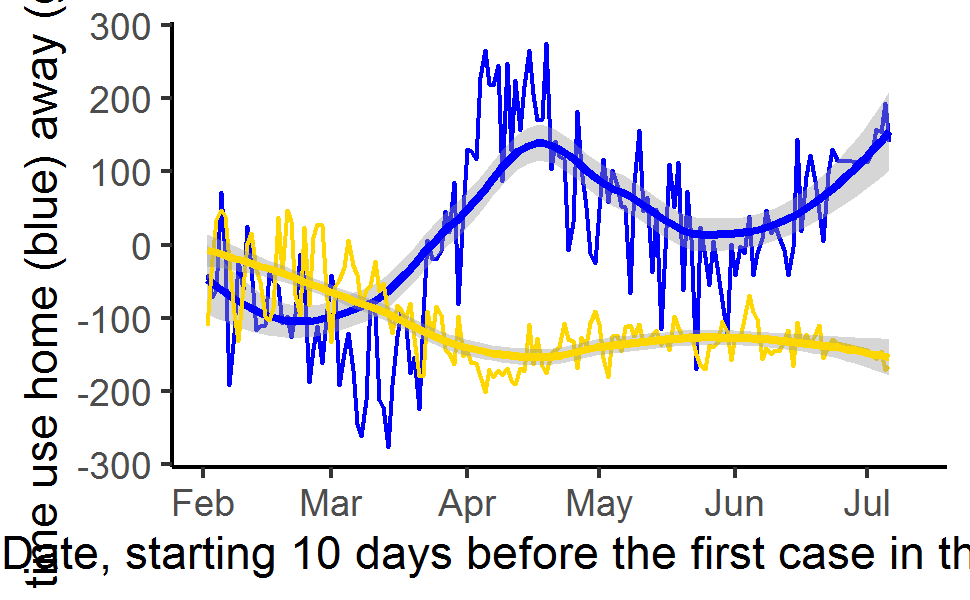 time use home (blue) away (
300
200
100
0
-100
-200
-300
Feb Mar Apr May Jun Jul
Date, starting 10 days before the first case in th